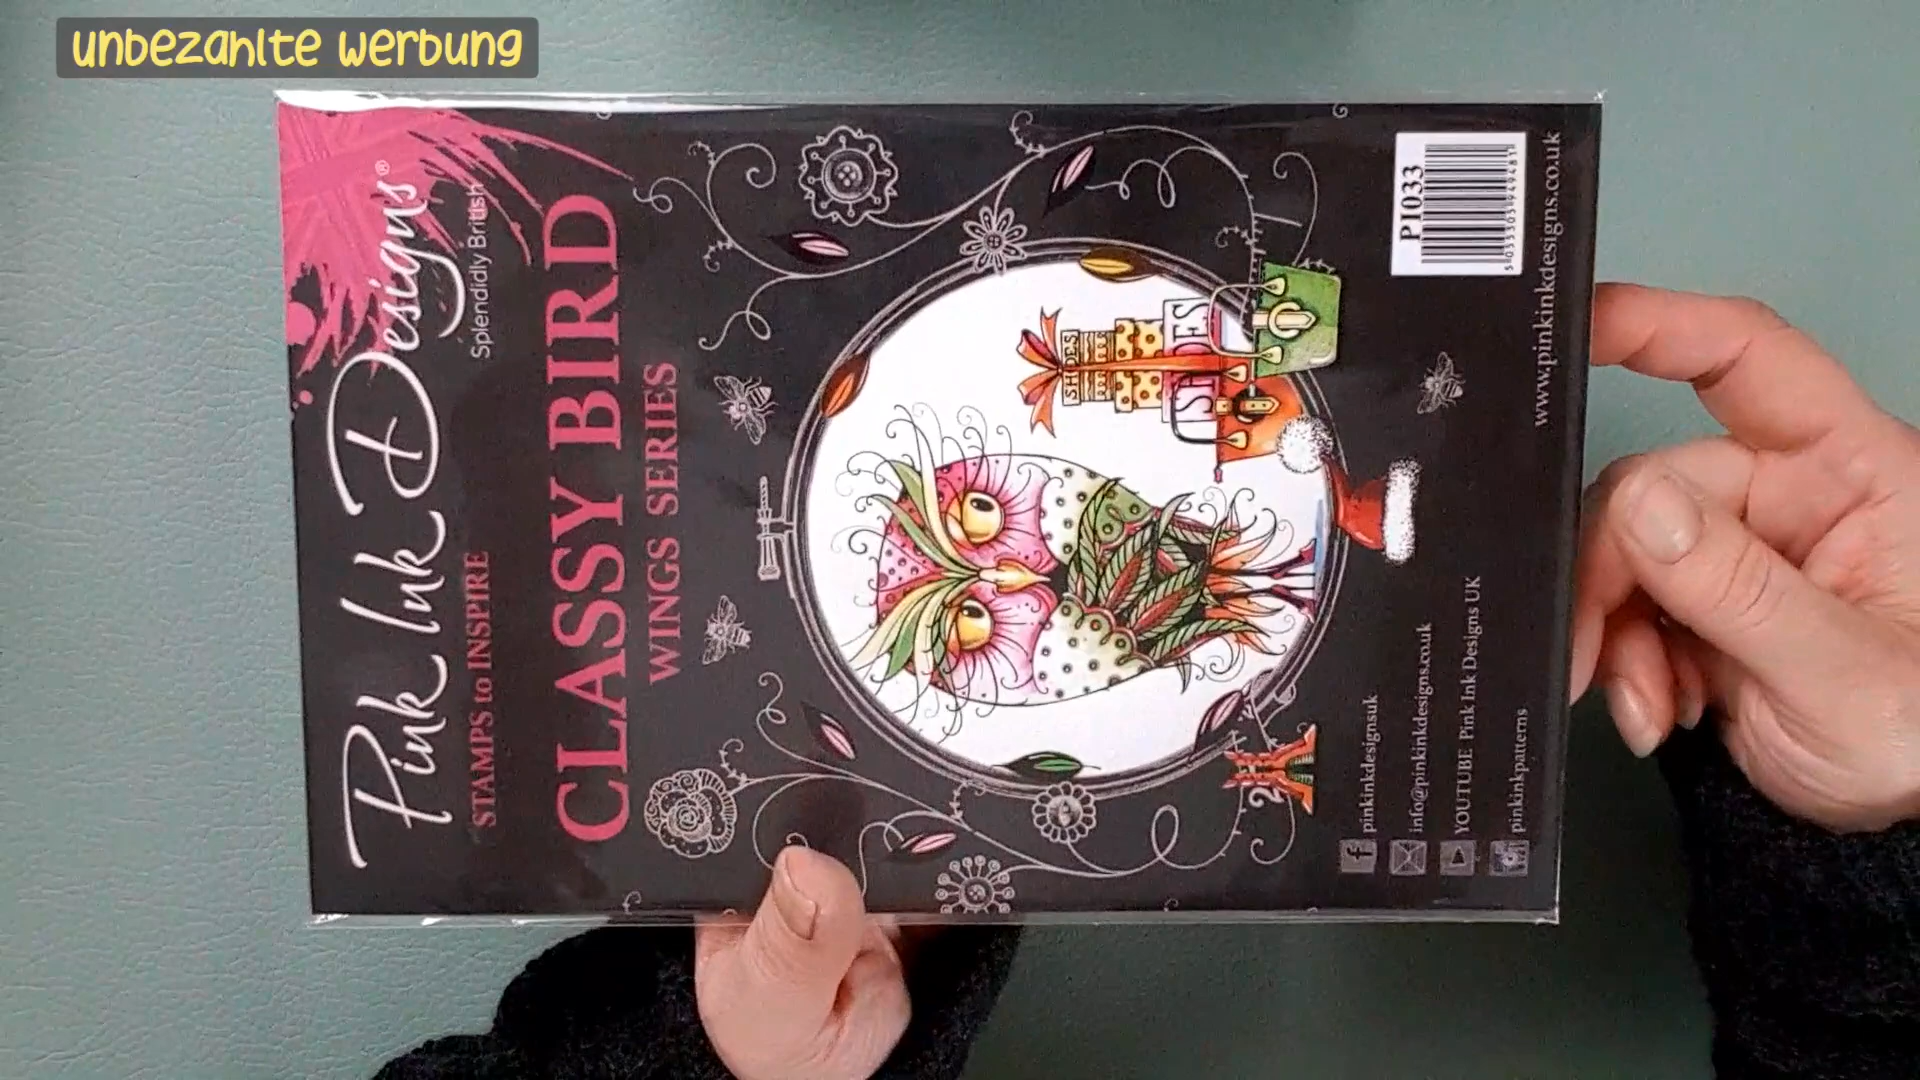 unbezahlte werbung
Pink Ink Designs®
Splendidly British
STAMPS to INSPIRE
CLASSY BIRD
WINGS SERIES
SHOES
pinkinkdesignsuk
info@pinkinkdesigns.co.uk
YOUTUBE Pink Ink Designs UK
pinkinkpatterns
PI033
5055305949481
www.pinkinkdesigns.co.uk